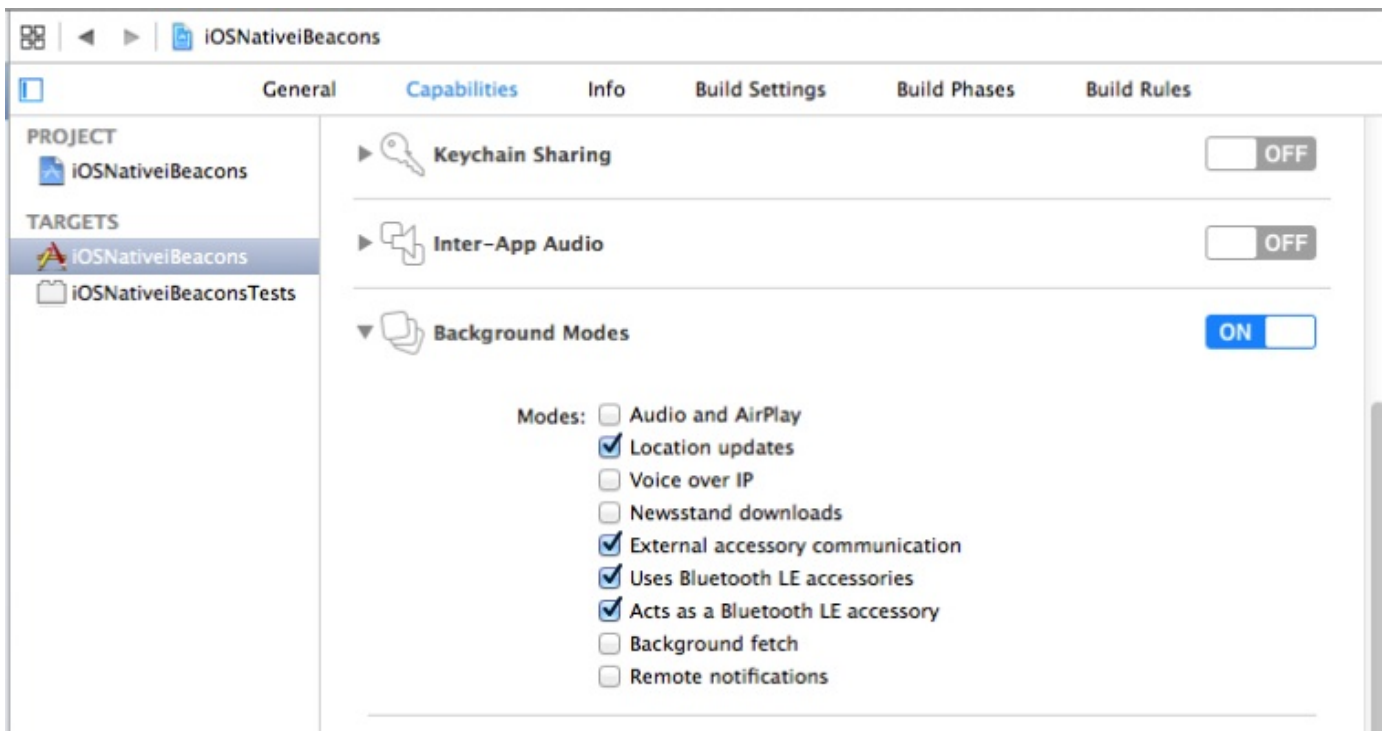 iOSNativeiBeacons
General Capabilities Info Build Settings Build Phases Build Rules
PROJECT
iOSNativeiBeacons
TARGETS
iOSNativeiBeacons
iOSNativeiBeaconsTests
Keychain Sharing OFF
Inter-App Audio OFF
Background Modes ON
Modes: Audio and AirPlay
Location updates
Voice over IP
Newsstand downloads
External accessory communication
Uses Bluetooth LE accessories
Acts as a Bluetooth LE accessory
Background fetch
Remote notifications